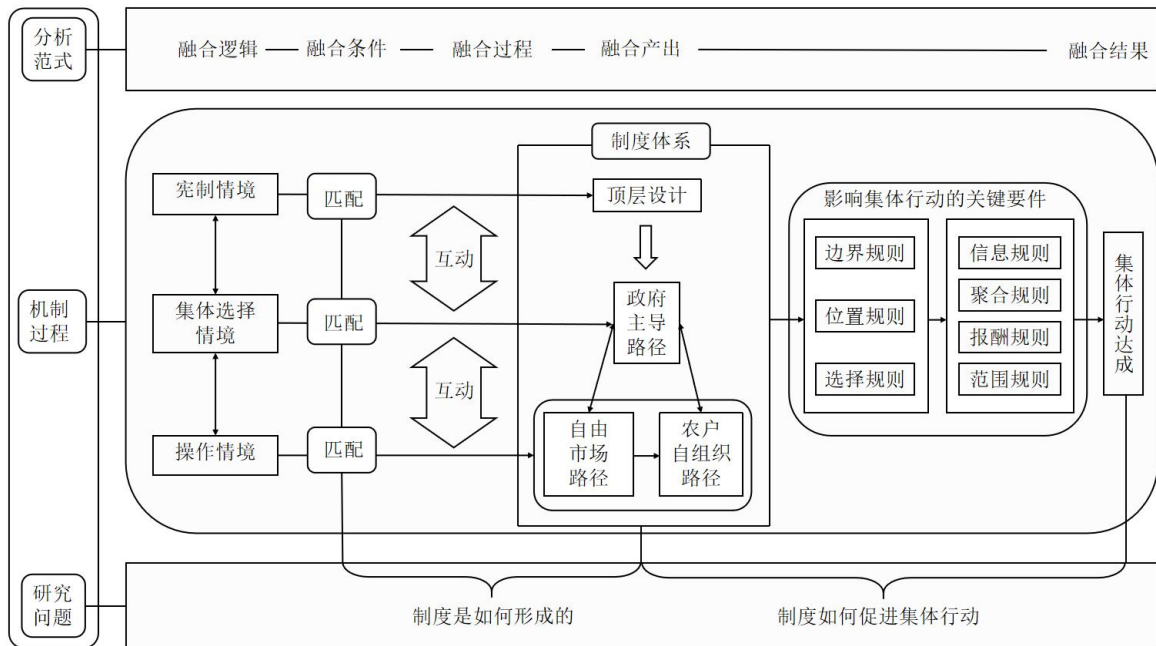 分析
范式
融合逻辑
融合条件
融合过程
融合产出
融合结果
机制
过程
宪制情境
集体选择
情境
操作情境
匹配
匹配
匹配
互动
互动
制度体系
顶层设计
政府
主导
路径
自由
市场
路径
农户
自组织
路径
影响集体行动的关键要件
边界规则
位置规则
选择规则
信息规则
聚合规则
报酬规则
范围规则
集体行动达成
研究
问题
制度是如何形成的
制度如何促进集体行动